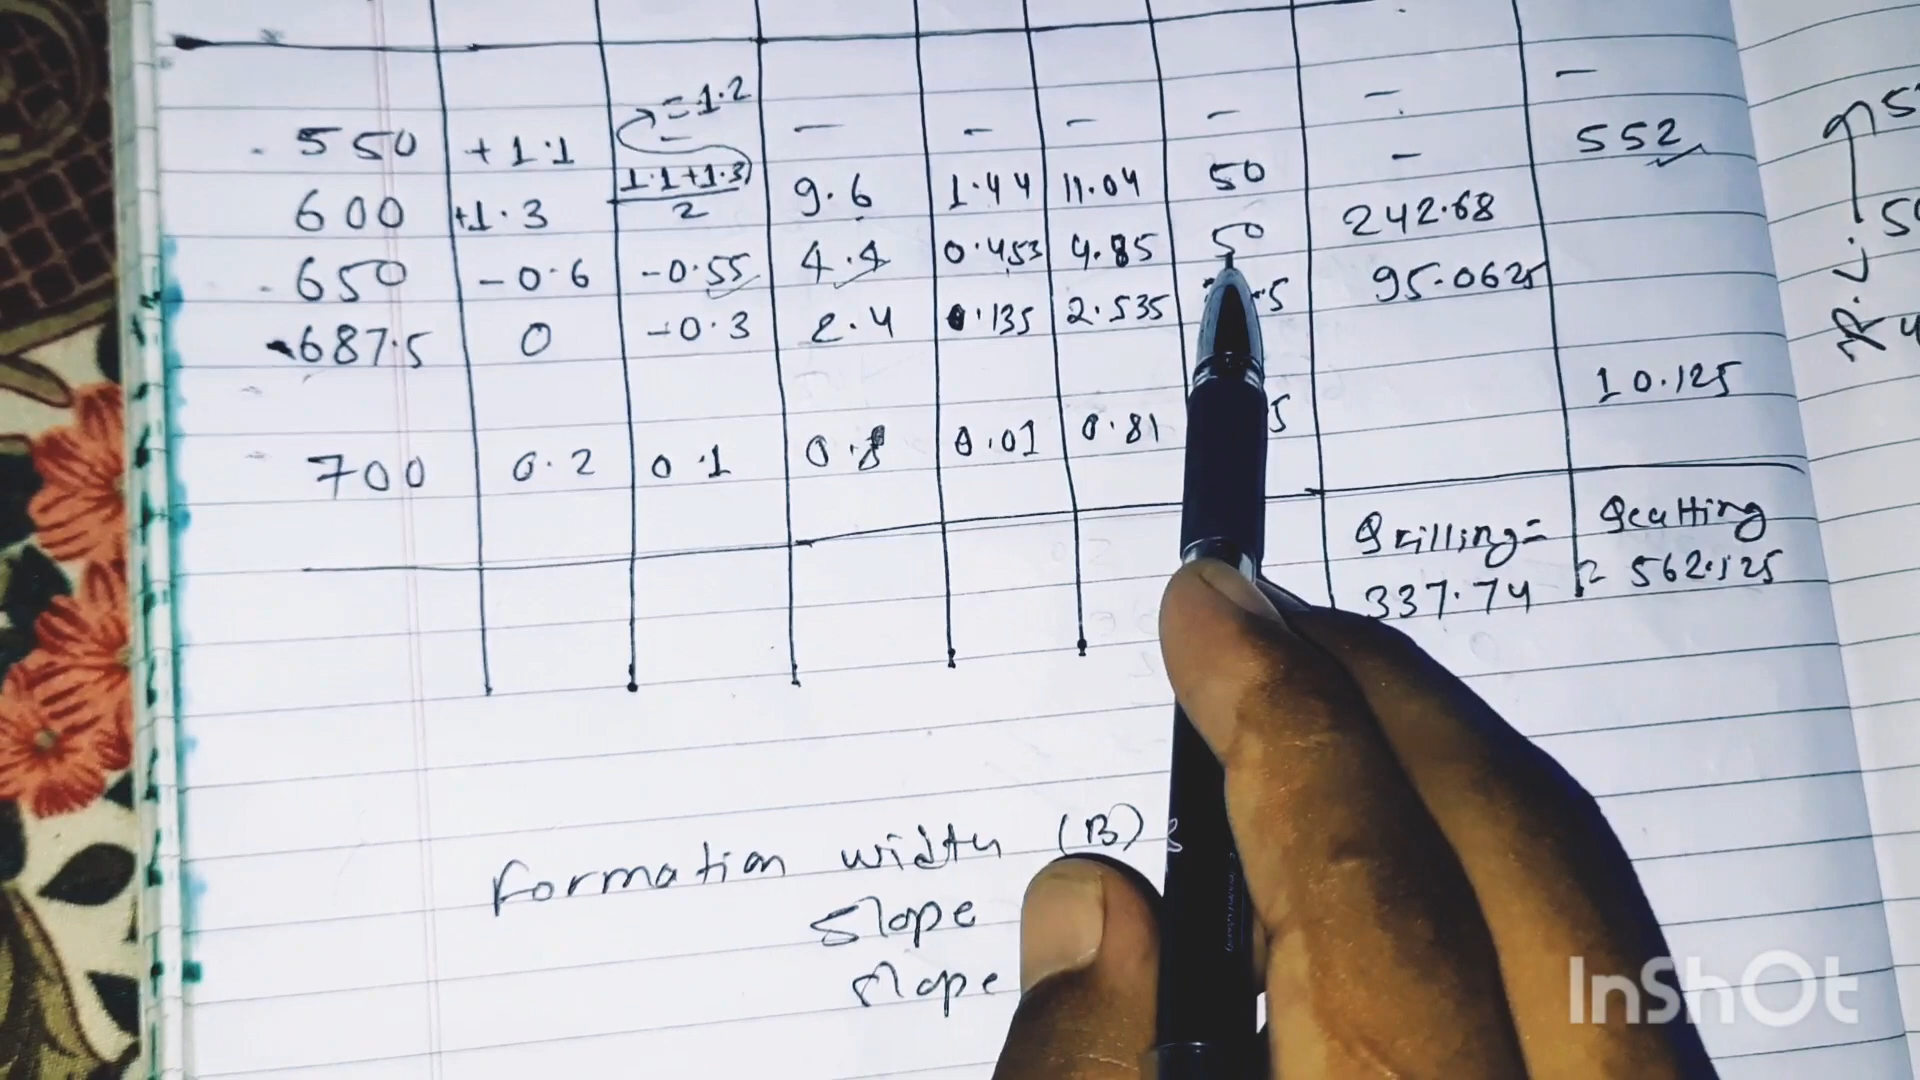 = 1.2
- 550 +1.1 – – – – – –
600 +1.3 1.1+1.3/2 9.6 1.44 11.04 50 – 552
- 650 -0.6 -0.55 4.4 0.453 4.85 50 242.68
687.5 0 -0.3 2.4 0.135 2.535 .5 95.0625
700 0.2 0.1 0.8 0.01 0.81 5 10.125
= 337.74 = 562.125
Formation width (B)
Slope
Slope
InShOt